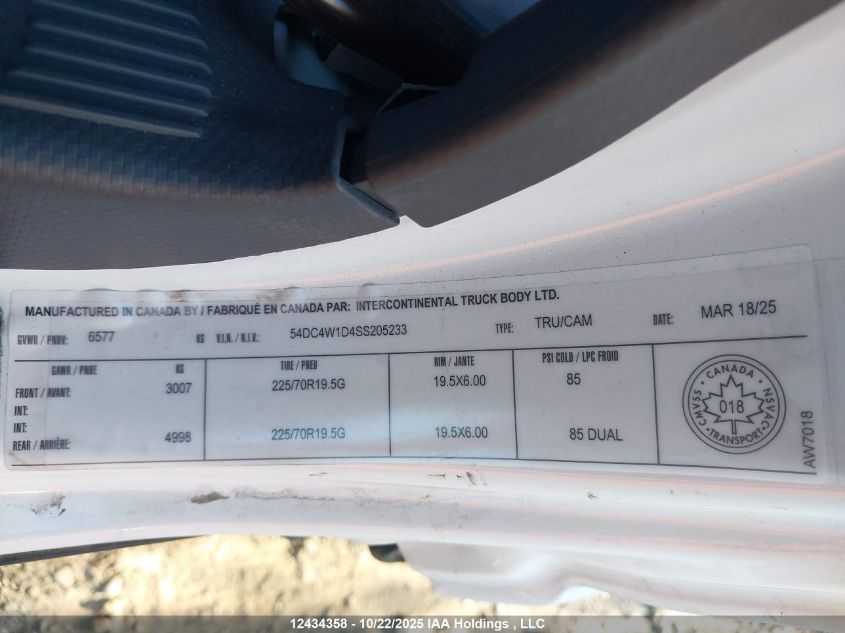 MANUFACTURED IN CANADA BY / FABRIQUÉ EN CANADA PAR: INTERCONTINENTAL TRUCK BODY LTD.
GVWR / PNBV: 6577 KG V.I.N. / N.I.V.: 54DC4W1D4SS205233 TYPE: TRU/CAM DATE: MAR 18/25
GAWR / PNBE KG TIRE / PNEU RIM / JANTE PSI COLD / LPC FROID
FRONT / AVANT: 3007 225/70R19.5G 19.5X6.00 85
INT:
INT:
REAR / ARRIÈRE: 4998 225/70R19.5G 19.5X6.00 85 DUAL
CANADA
CMVSS
018
NSVAC
TRANSPORT
AW7018
12434358 - 10/22/2025 IAA Holdings , LLC